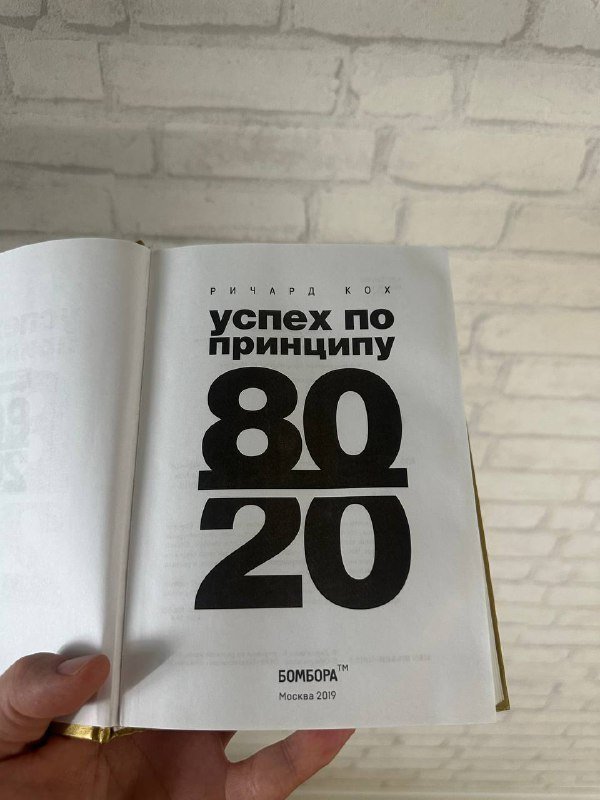 РИЧАРД КОХ
успех по
принципу
80
20
БОМБОРА™
Москва 2019